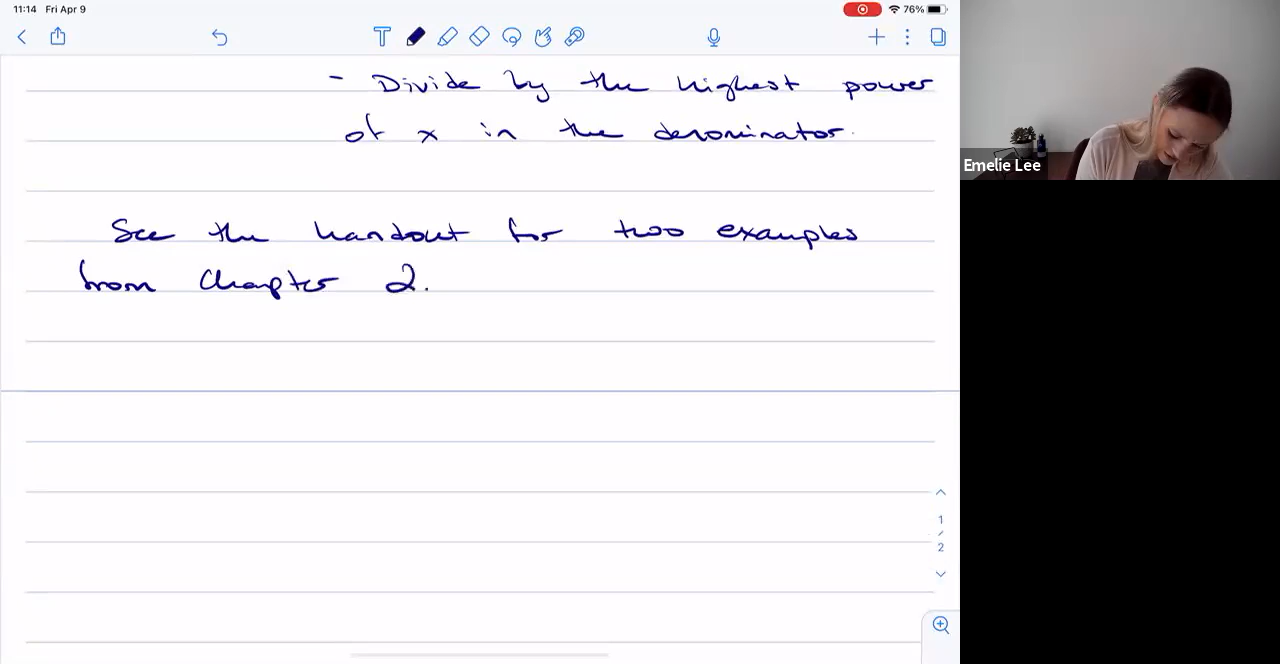 11:14 Fri Apr 9 76%
- Divide by the highest power
of x in the denominator.
See the handout for two examples
from Chapter 2.
Emelie Lee
1
/
2